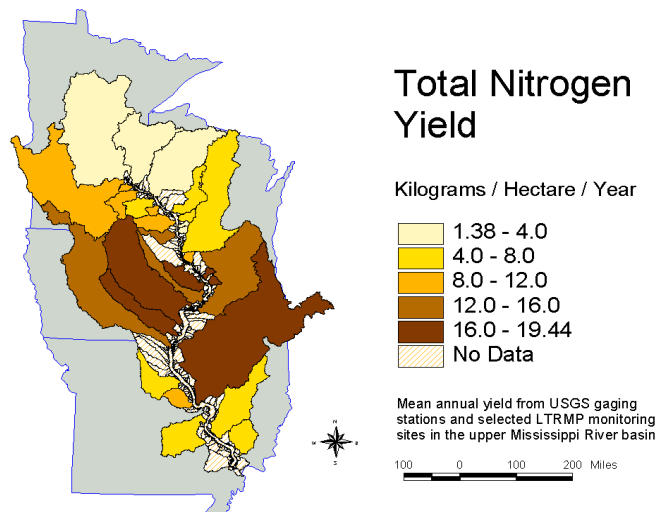 Total Nitrogen
Yield
Kilograms / Hectare / Year
1.38 - 4.0
4.0 - 8.0
8.0 - 12.0
12.0 - 16.0
16.0 - 19.44
No Data
Mean annual yield from USGS gaging
stations and selected LTRMP monitoring
sites in the upper Mississippi River basin
N
W E
S
100 0 100 200 Miles